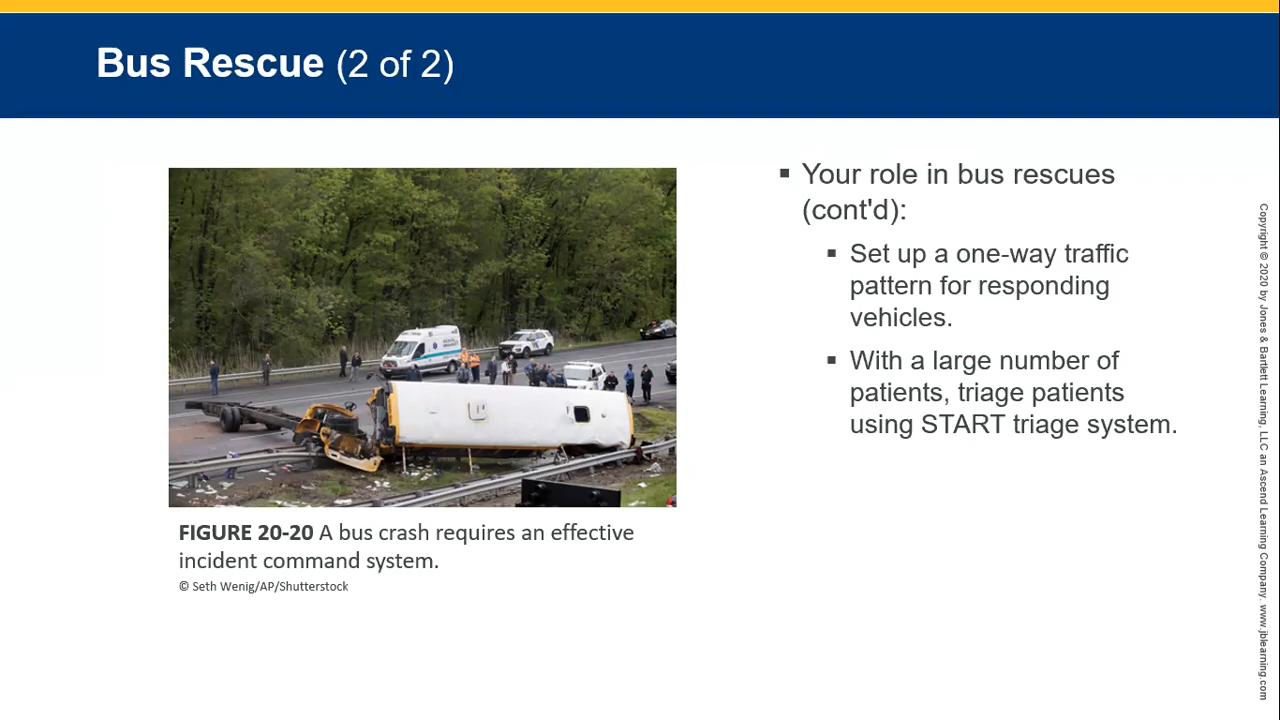 Bus Rescue (2 of 2)
▪ Your role in bus rescues
(cont'd):
▪ Set up a one-way traffic
pattern for responding
vehicles.
▪ With a large number of
patients, triage patients
using START triage system.
FIGURE 20-20 A bus crash requires an effective
incident command system.
© Seth Wenig/AP/Shutterstock
Copyright © 2020 by Jones & Bartlett Learning, LLC an Ascend Learning Company. www.jblearning.com